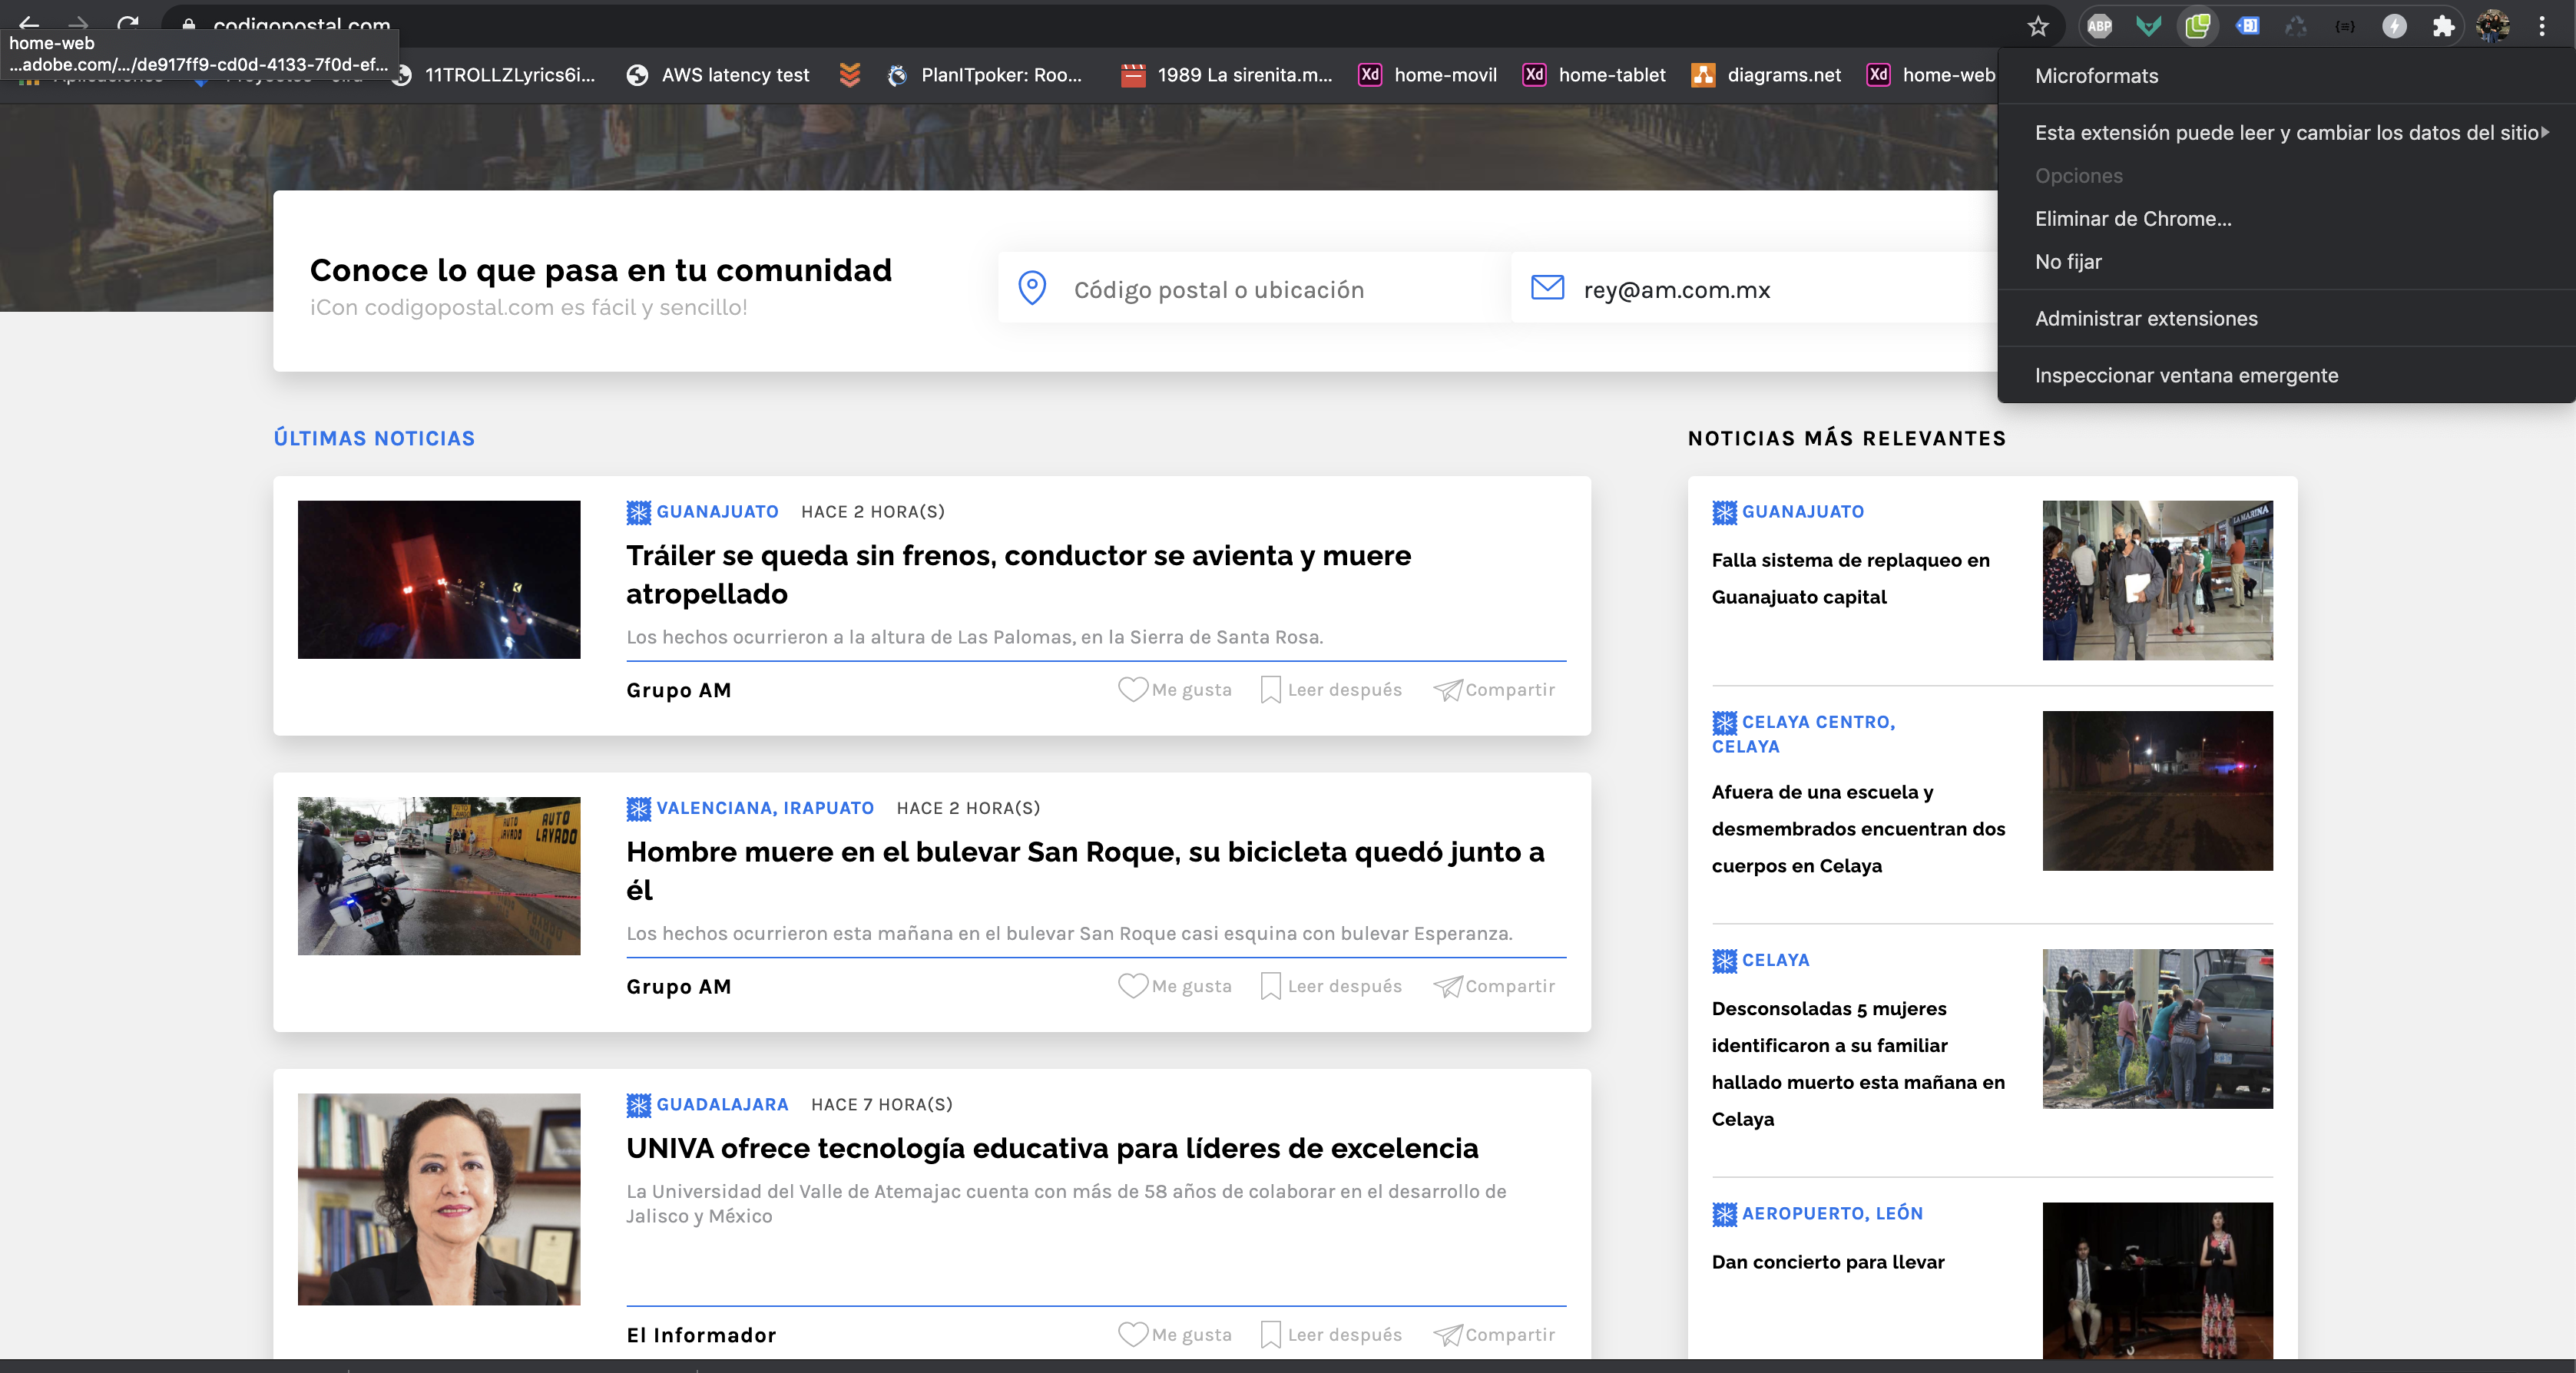 codigopostal.com
home-web
...adobe.com/.../de917ff9-cd0d-4133-7f0d-ef...
11TROLLZLyrics6i...
AWS latency test
PlanITpoker: Roo...
1989 La sirenita.m...
home-movil
home-tablet
diagrams.net
home-web
ABP
Microformats
Esta extensión puede leer y cambiar los datos del sitio
Opciones
Eliminar de Chrome...
No fijar
Administrar extensiones
Inspeccionar ventana emergente
Conoce lo que pasa en tu comunidad
¡Con codigopostal.com es fácil y sencillo!
Código postal o ubicación
rey@am.com.mx
ÚLTIMAS NOTICIAS
GUANAJUATO HACE 2 HORA(S)
Tráiler se queda sin frenos, conductor se avienta y muere
atropellado
Los hechos ocurrieron a la altura de Las Palomas, en la Sierra de Santa Rosa.
Grupo AM
Me gusta Leer después Compartir
AUTO LAVADO
VALENCIANA, IRAPUATO HACE 2 HORA(S)
Hombre muere en el bulevar San Roque, su bicicleta quedó junto a
él
Los hechos ocurrieron esta mañana en el bulevar San Roque casi esquina con bulevar Esperanza.
Grupo AM
Me gusta Leer después Compartir
GUADALAJARA HACE 7 HORA(S)
UNIVA ofrece tecnología educativa para líderes de excelencia
La Universidad del Valle de Atemajac cuenta con más de 58 años de colaborar en el desarrollo de
Jalisco y México
El Informador
Me gusta Leer después Compartir
NOTICIAS MÁS RELEVANTES
GUANAJUATO
Falla sistema de replaqueo en
Guanajuato capital
LA MARINA
CELAYA CENTRO,
CELAYA
Afuera de una escuela y
desmembrados encuentran dos
cuerpos en Celaya
CELAYA
Desconsoladas 5 mujeres
identificaron a su familiar
hallado muerto esta mañana en
Celaya
AEROPUERTO, LEÓN
Dan concierto para llevar